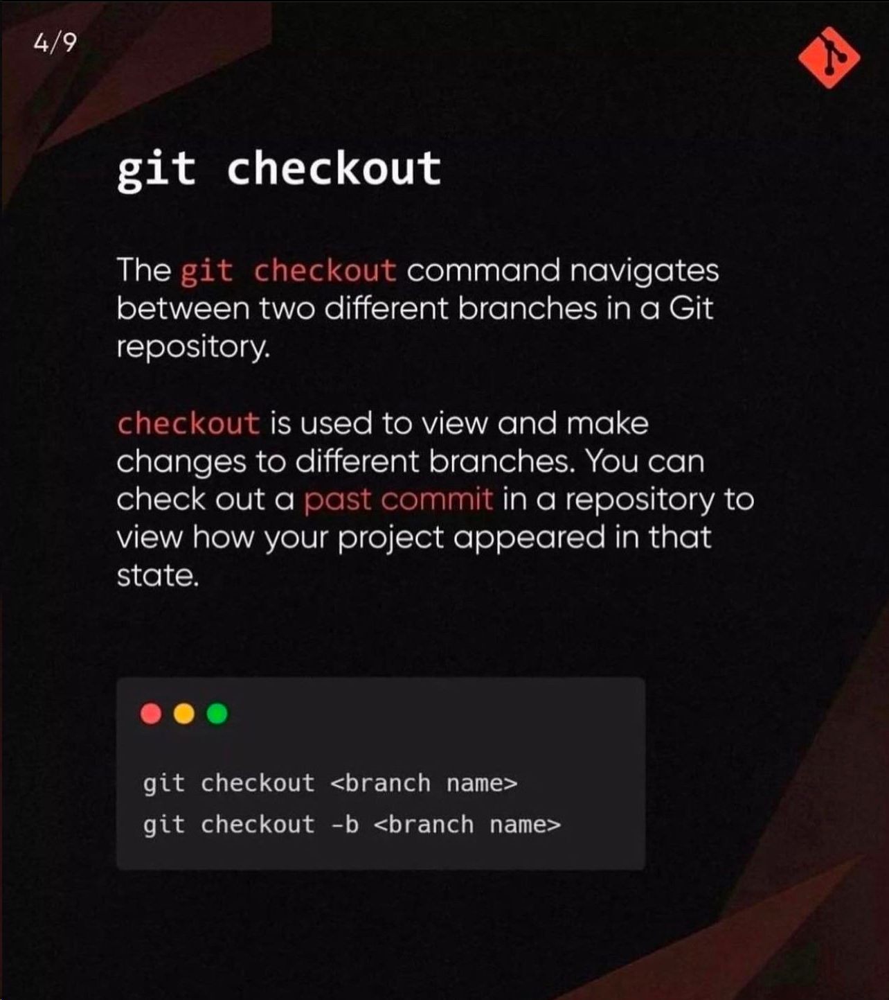 4/9
git checkout
The git checkout command navigates
between two different branches in a Git
repository.
checkout is used to view and make
changes to different branches. You can
check out a past commit in a repository to
view how your project appeared in that
state.
git checkout <branch name>
git checkout -b <branch name>